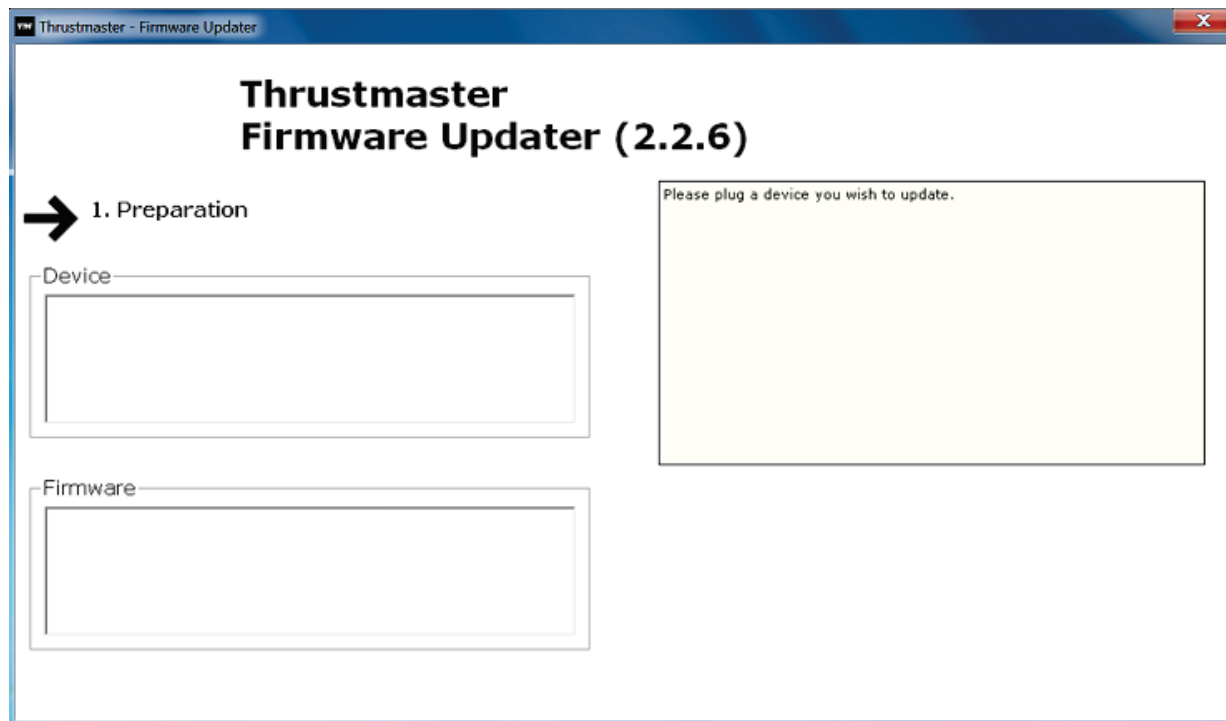 Thrustmaster - Firmware Updater
Thrustmaster
Firmware Updater (2.2.6)
1. Preparation
Please plug a device you wish to update.
Device
Firmware